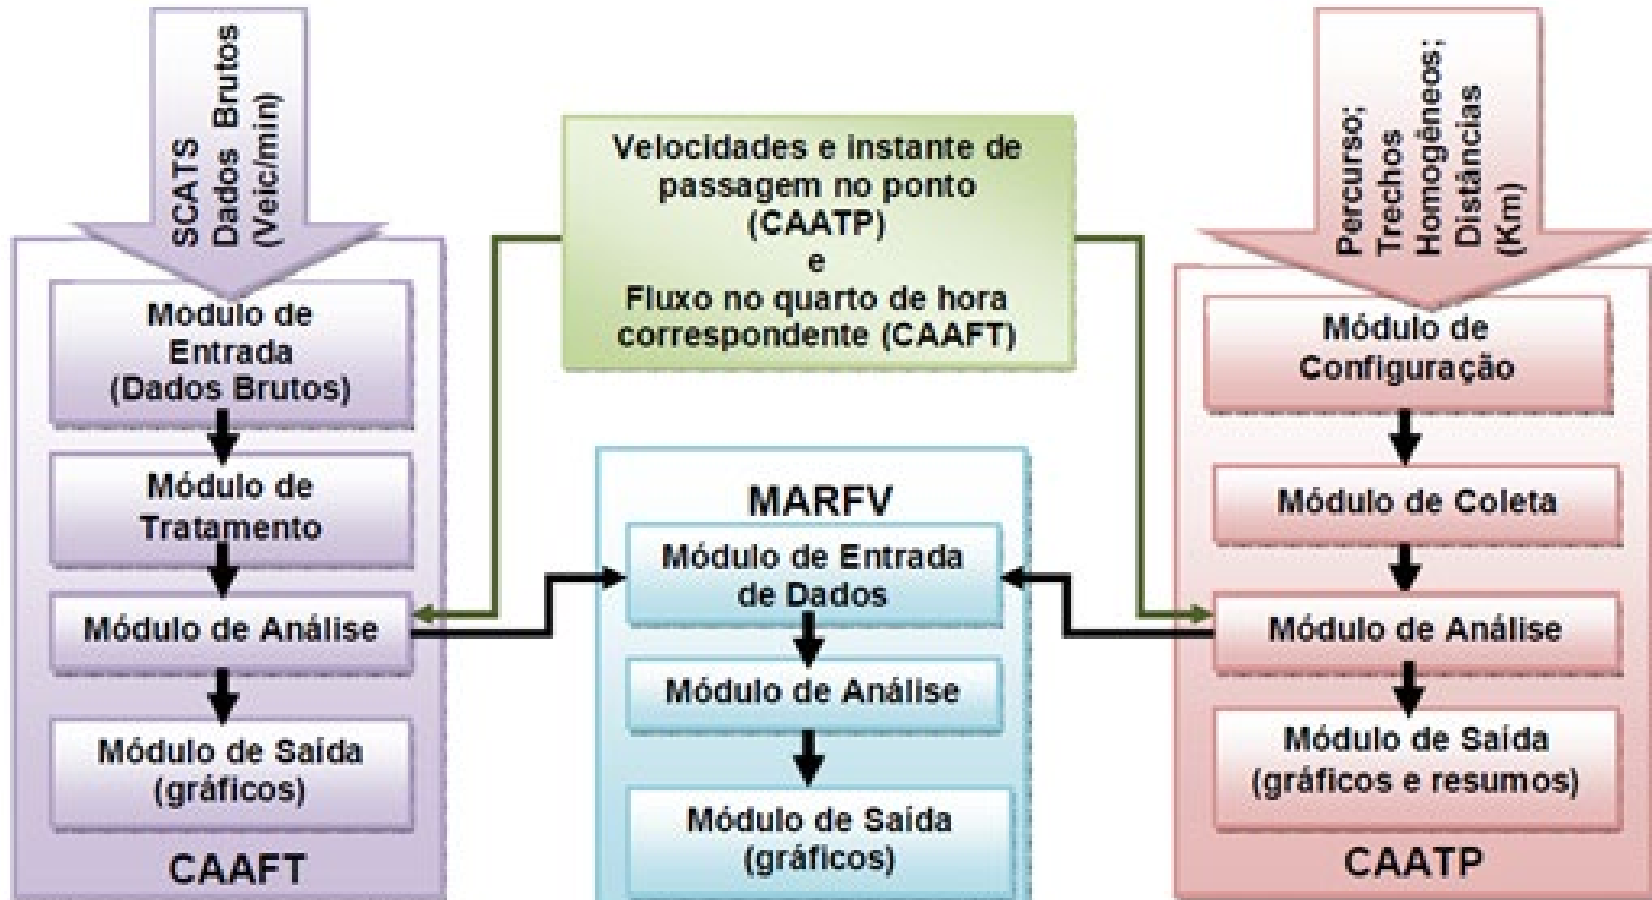 SCATS
Dados Brutos
(Veic/min)
Módulo de
Entrada
(Dados Brutos)
Módulo de
Tratamento
Módulo de Análise
Módulo de Saída
(gráficos)
CAAFT
Velocidades e instante de
passagem no ponto
(CAATP)
e
Fluxo no quarto de hora
correspondente (CAAFT)
MARFV
Módulo de Entrada
de Dados
Módulo de Análise
Módulo de Saída
(gráficos)
Percurso;
Trechos
Homogêneos;
Distâncias
(Km)
Módulo de
Configuração
Módulo de Coleta
Módulo de Análise
Módulo de Saída
(gráficos e resumos)
CAATP